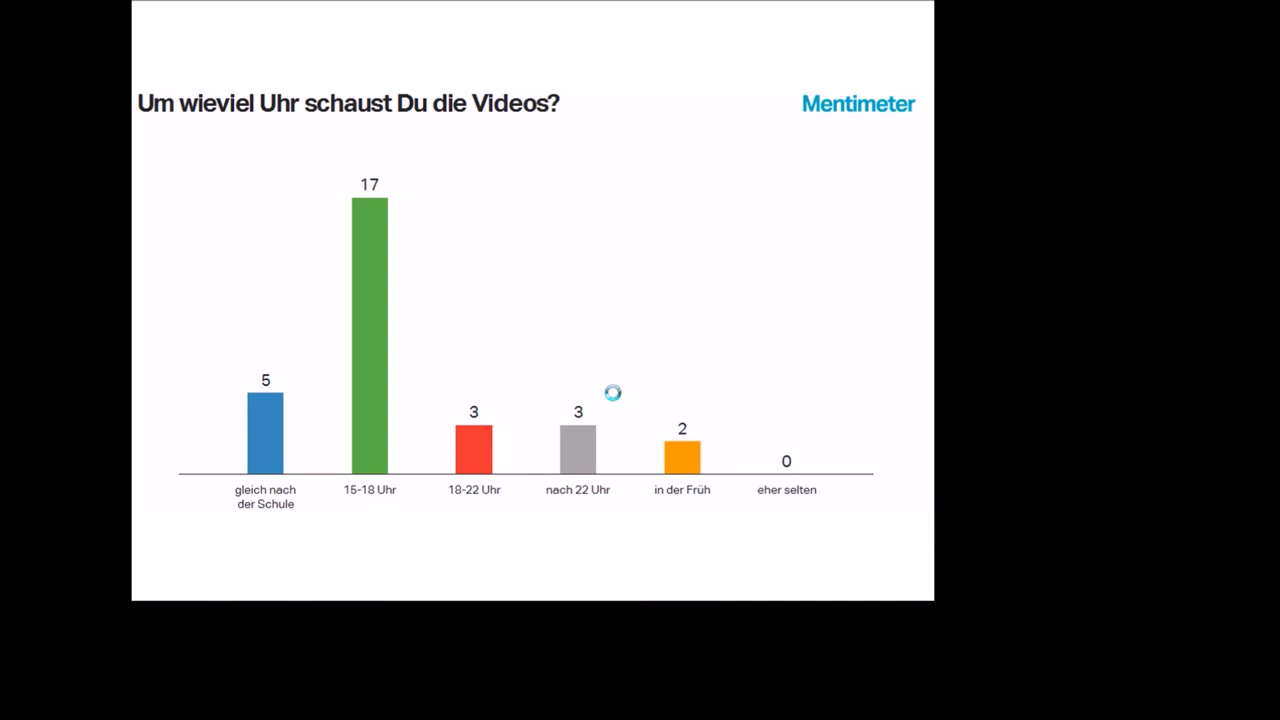 Um wieviel Uhr schaust Du die Videos?
Mentimeter
17
5
3
3
2
0
gleich nach
der Schule
15-18 Uhr
18-22 Uhr
nach 22 Uhr
in der Früh
eher selten